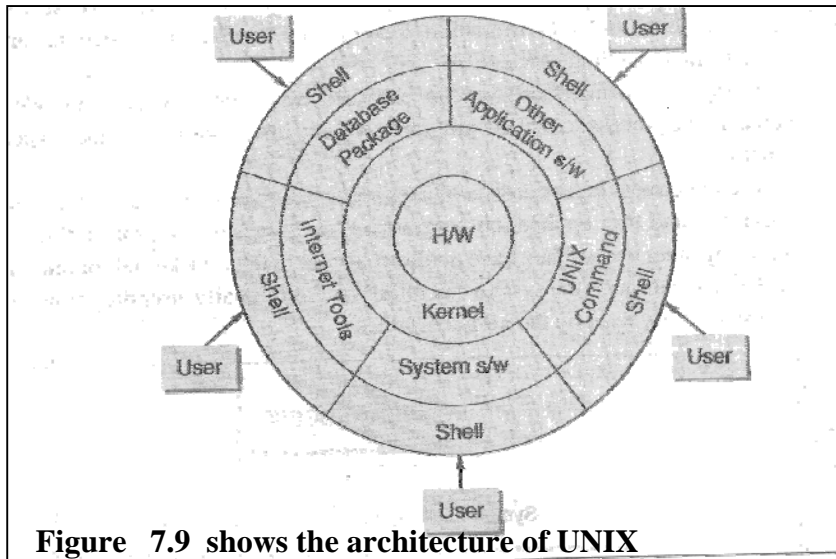 User
User
Shell
Shell
Database
Package
Other
Application s/w
H/W
Internet Tools
UNIX
Command
Shell
Shell
Kernel
User
User
System s/w
Shell
User
Figure 7.9 shows the architecture of UNIX